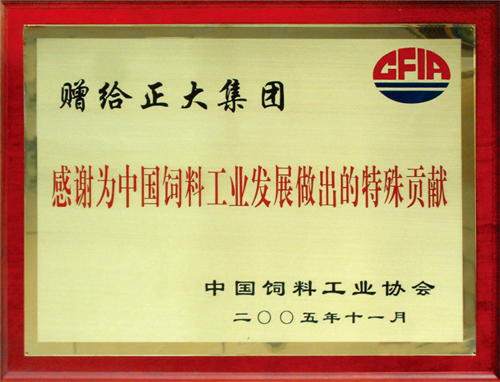 CFIA
赠给正大集团
感谢为中国饲料工业发展做出的特殊贡献
中国饲料工业协会
二〇〇五年十一月